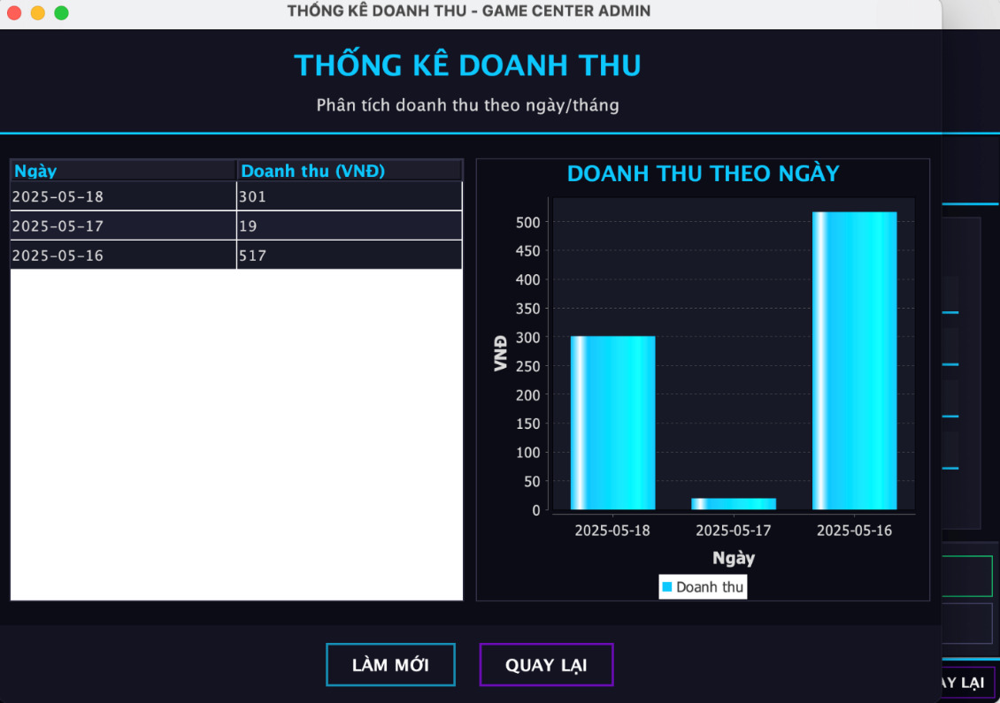 THỐNG KÊ DOANH THU - GAME CENTER ADMIN
THỐNG KÊ DOANH THU
Phân tích doanh thu theo ngày/tháng
Ngày Doanh thu (VNĐ)
2025-05-18 301
2025-05-17 19
2025-05-16 517
DOANH THU THEO NGÀY
500
450
400
350
300
250
200
150
100
50
0
VNĐ
2025-05-18 2025-05-17 2025-05-16
Ngày
Doanh thu
LÀM MỚI QUAY LẠI
AY LẠI